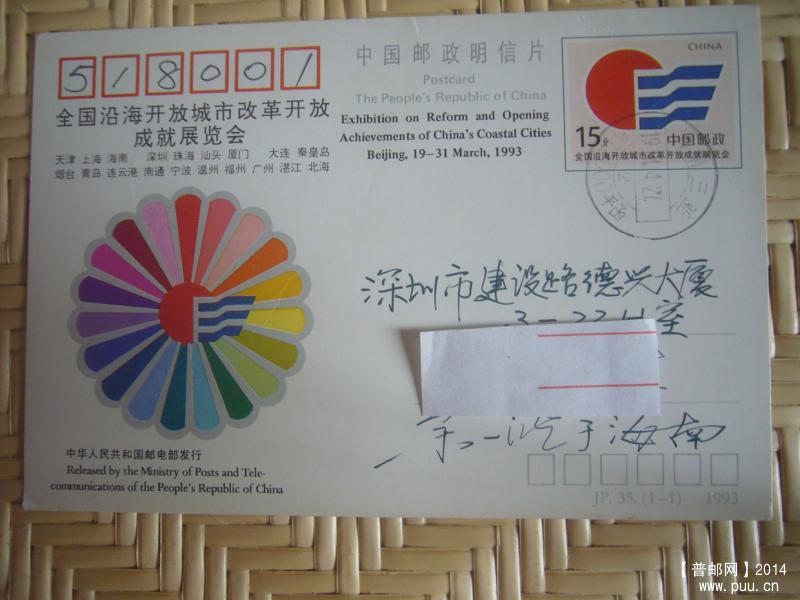 518001
中国邮政明信片
Postcard
The People's Republic of China
全国沿海开放城市改革开放
成就展览会
Exhibition on Reform and Opening
Achievements of China's Coastal Cities
Beijing, 19–31 March, 1993
天津 上海 海南 深圳 珠海 汕头 厦门 大连 秦皇岛
烟台 青岛 连云港 南通 宁波 温州 福州 广州 湛江 北海
CHINA
15分 中国邮政
全国沿海开放城市改革开放成就展览会
深圳市建设路德兴大厦
座
于海南
中华人民共和国邮电部发行
Released by the Ministry of Posts and Tele-
communications of the People's Republic of China
JP. 35. (1–1) 1993
【普邮网】2014
www.puu.cn